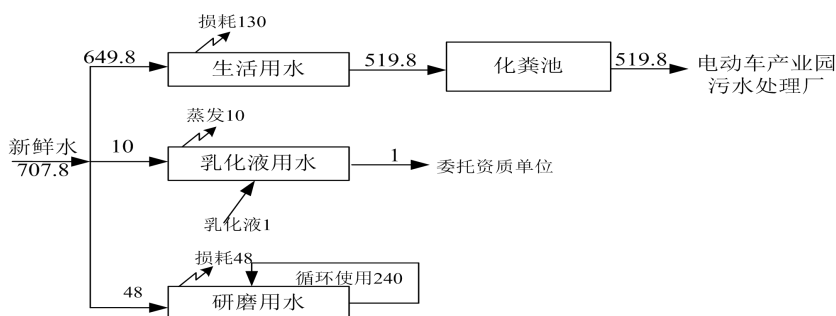 损耗130
649.8
生活用水
519.8
化粪池
519.8
电动车产业园
污水处理厂
蒸发10
新鲜水
707.8
10
乳化液用水
1
委托资质单位
乳化液1
损耗48
循环使用240
48
研磨用水